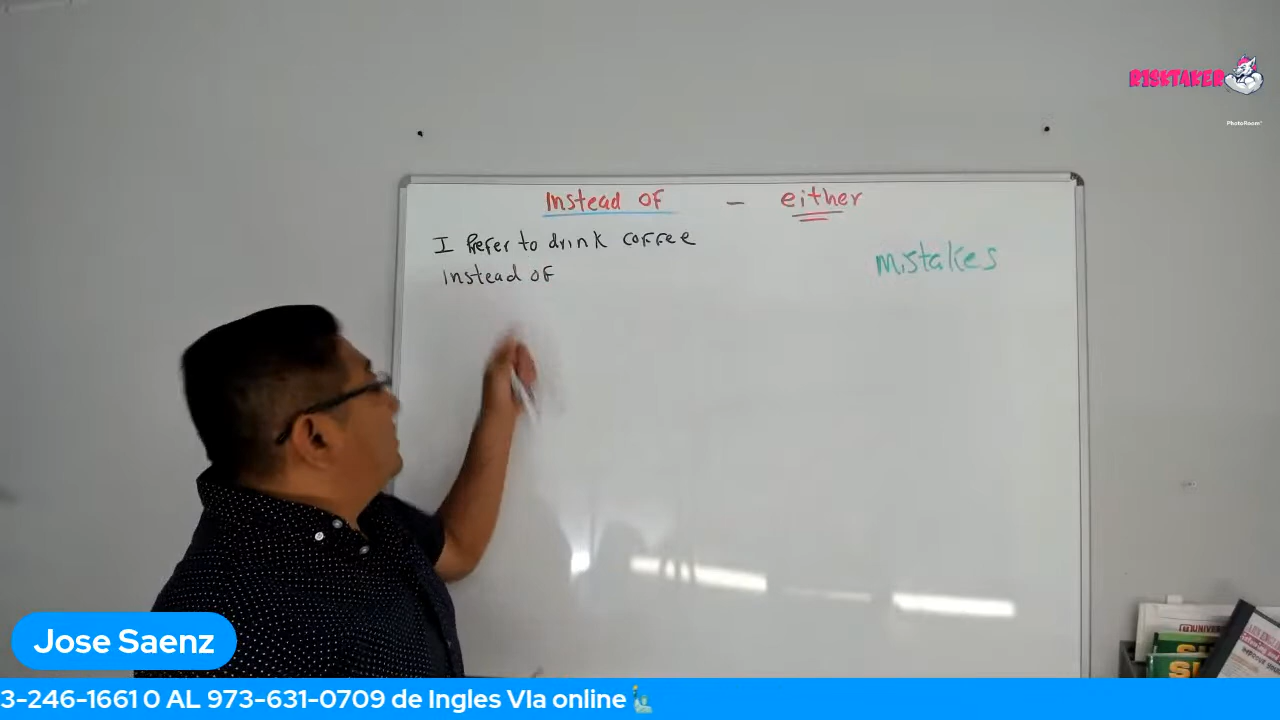 RISKTAKER
PhotoRoom
Instead OF - either
I Prefer to drink coffee
Instead OF
mistakes
Jose Saenz
3-246-1661 O AL 973-631-0709 de Ingles VIa online